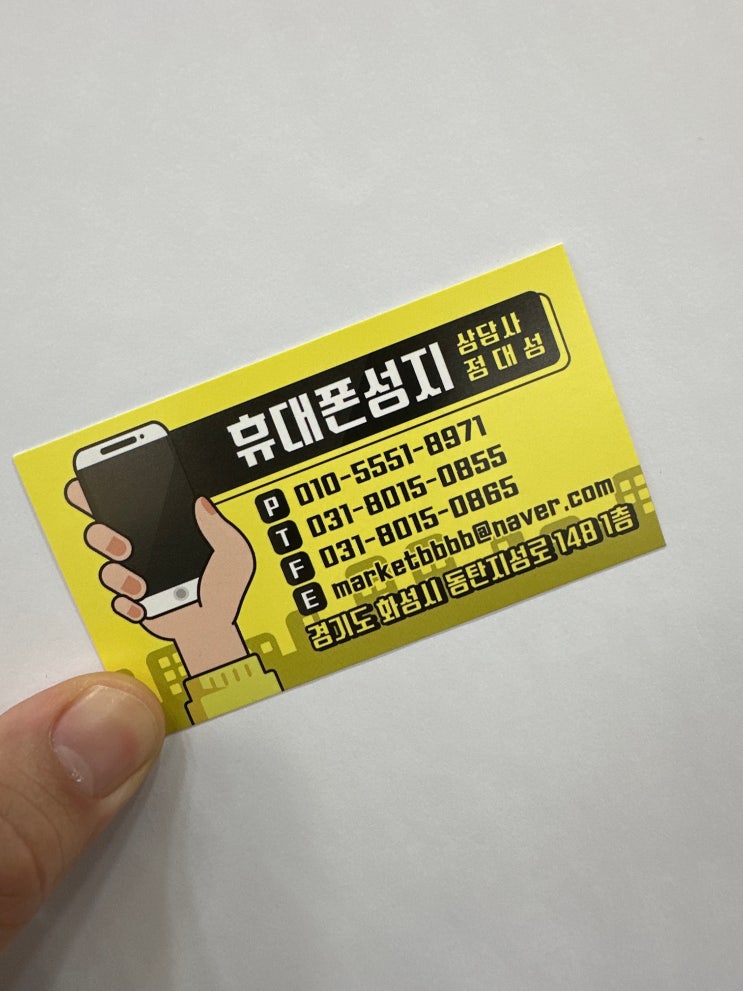 휴대폰성지
상담사
정대성
P 010-5551-8971
T 031-8015-0855
F 031-8015-0865
E marketbbbb@naver.com
경기도 화성시 동탄지성로 148 1층